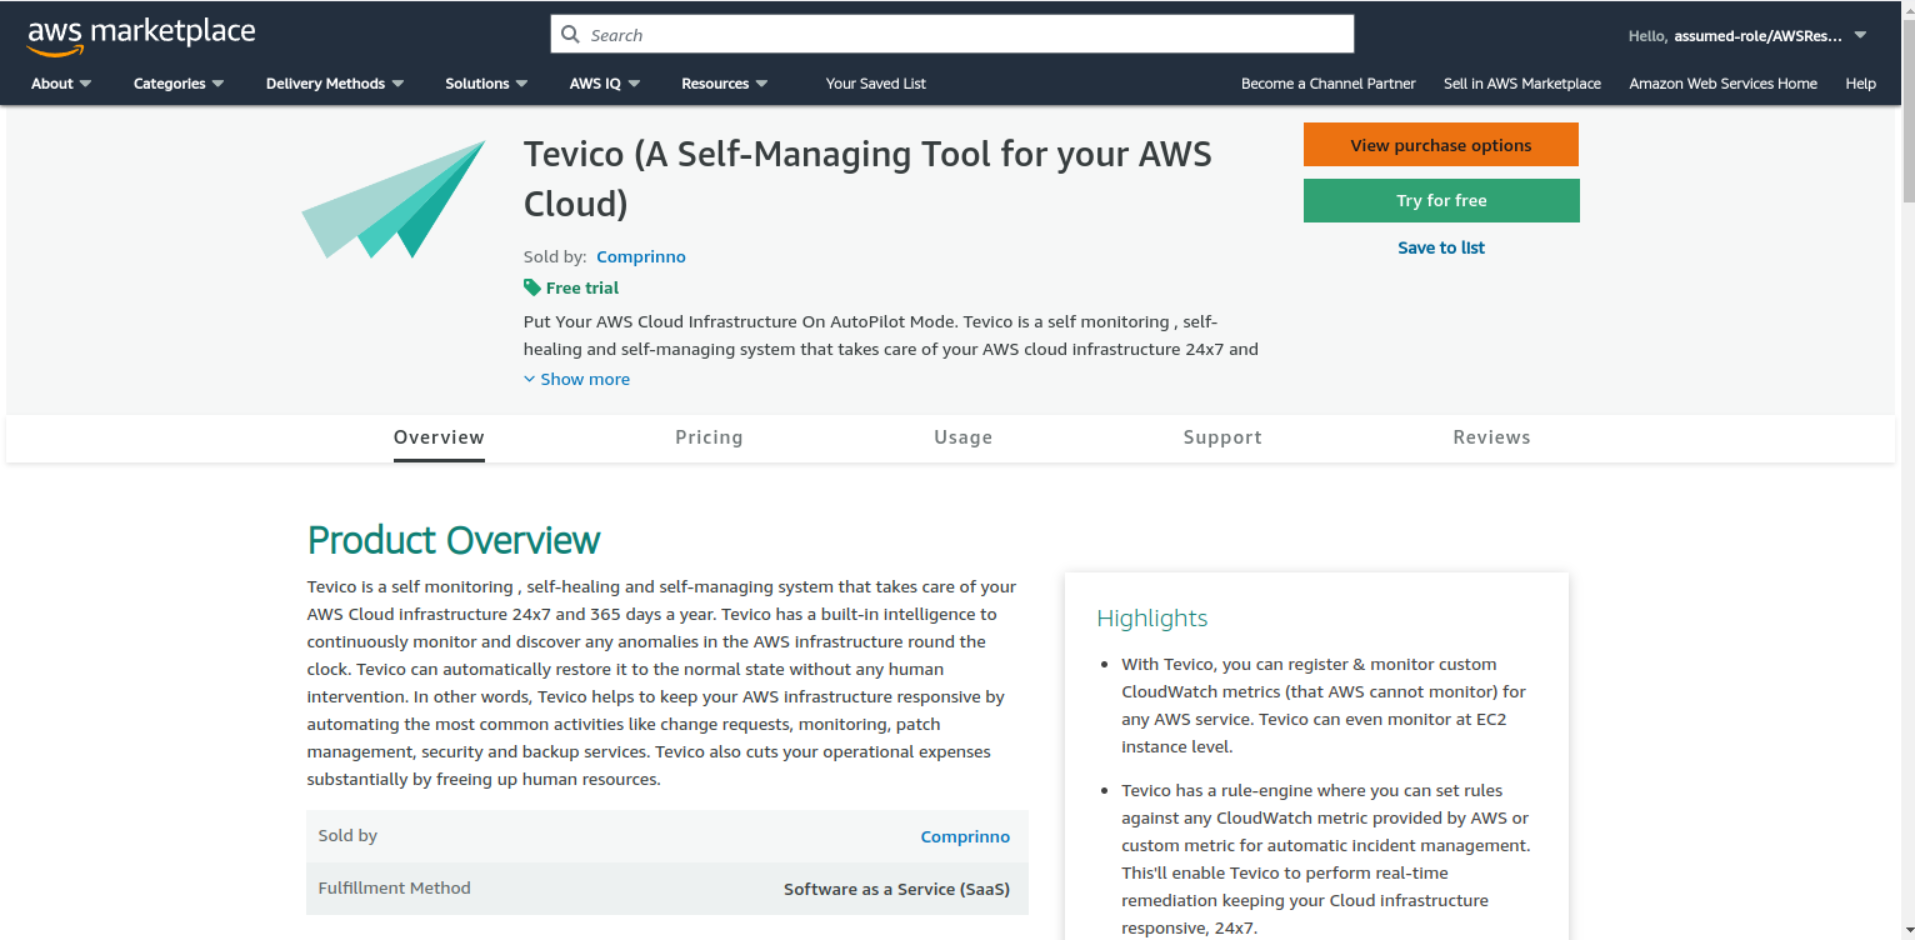 aws marketplace
Search
Hello, assumed-role/AWSRes...
About
Categories
Delivery Methods
Solutions
AWS IQ
Resources
Your Saved List
Become a Channel Partner
Sell in AWS Marketplace
Amazon Web Services Home
Help
Tevico (A Self-Managing Tool for your AWS
Cloud)
Sold by: Comprinno
Free trial
Put Your AWS Cloud Infrastructure On AutoPilot Mode. Tevico is a self monitoring , self-
healing and self-managing system that takes care of your AWS cloud infrastructure 24x7 and
Show more
View purchase options
Try for free
Save to list
Overview
Pricing
Usage
Support
Reviews
Product Overview
Tevico is a self monitoring , self-healing and self-managing system that takes care of your
AWS Cloud infrastructure 24x7 and 365 days a year. Tevico has a built-in intelligence to
continuously monitor and discover any anomalies in the AWS infrastructure round the
clock. Tevico can automatically restore it to the normal state without any human
intervention. In other words, Tevico helps to keep your AWS infrastructure responsive by
automating the most common activities like change requests, monitoring, patch
management, security and backup services. Tevico also cuts your operational expenses
substantially by freeing up human resources.
Sold by
Comprinno
Fulfillment Method
Software as a Service (SaaS)
Highlights
• With Tevico, you can register & monitor custom
CloudWatch metrics (that AWS cannot monitor) for
any AWS service. Tevico can even monitor at EC2
instance level.
• Tevico has a rule-engine where you can set rules
against any CloudWatch metric provided by AWS or
custom metric for automatic incident management.
This'll enable Tevico to perform real-time
remediation keeping your Cloud infrastructure
responsive, 24x7.